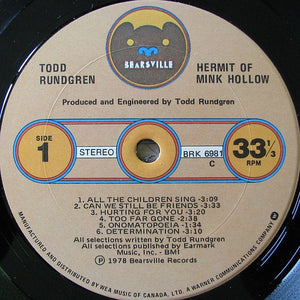 BEARSVILLE
TODD RUNDGREN
HERMIT OF MINK HOLLOW
Produced and Engineered by Todd Rundgren
SIDE 1
STEREO
BRK 6981
C
33 1/3 RPM
1. ALL THE CHILDREN SING -3:09
2. CAN WE STILL BE FRIENDS -3:33
3. HURTING FOR YOU -3:20
4. TOO FAR GONE -2:38
5. ONOMATOPOEIA -1:34
6. DETERMINATION -3:10
All selections written by Todd Rundgren
All selections published by Earmark
Music, Inc. - BMI
Ⓟ 1978 Bearsville Records
MANUFACTURED AND DISTRIBUTED BY WEA MUSIC OF CANADA, LTD. A WARNER COMMUNICATIONS COMPANY